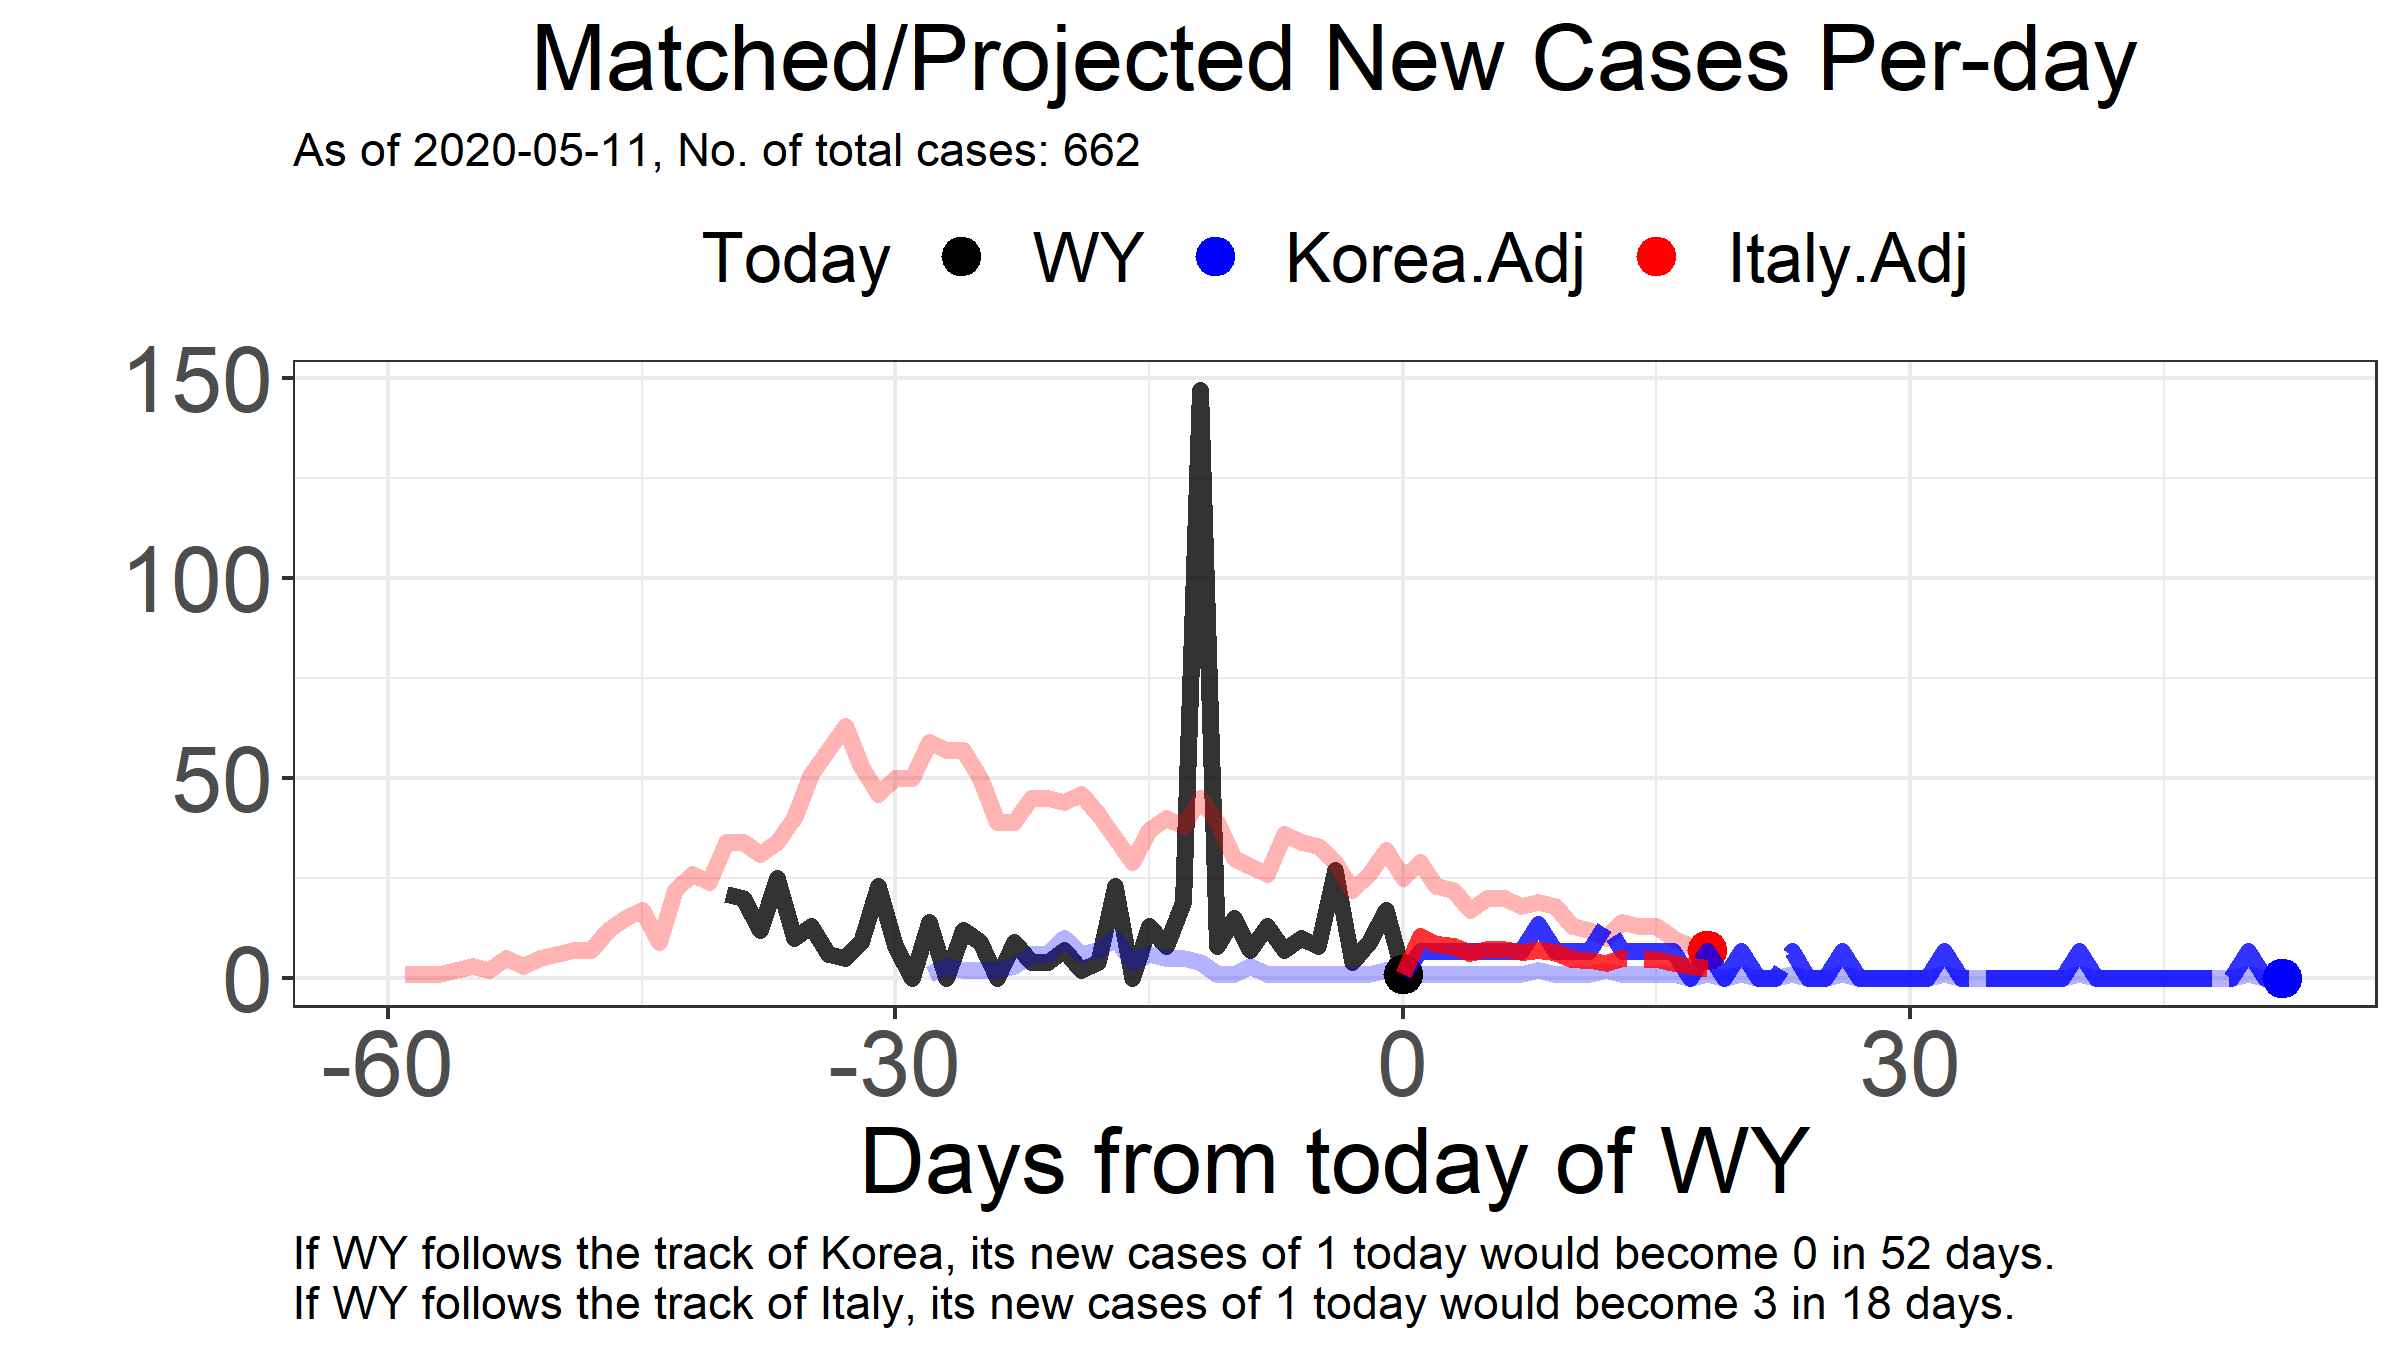 Matched/Projected New Cases Per-day
As of 2020-05-11, No. of total cases: 662
Today WY Korea.Adj Italy.Adj
150
100
50
0
-60 -30 0 30
Days from today of WY
If WY follows the track of Korea, its new cases of 1 today would become 0 in 52 days.
If WY follows the track of Italy, its new cases of 1 today would become 3 in 18 days.